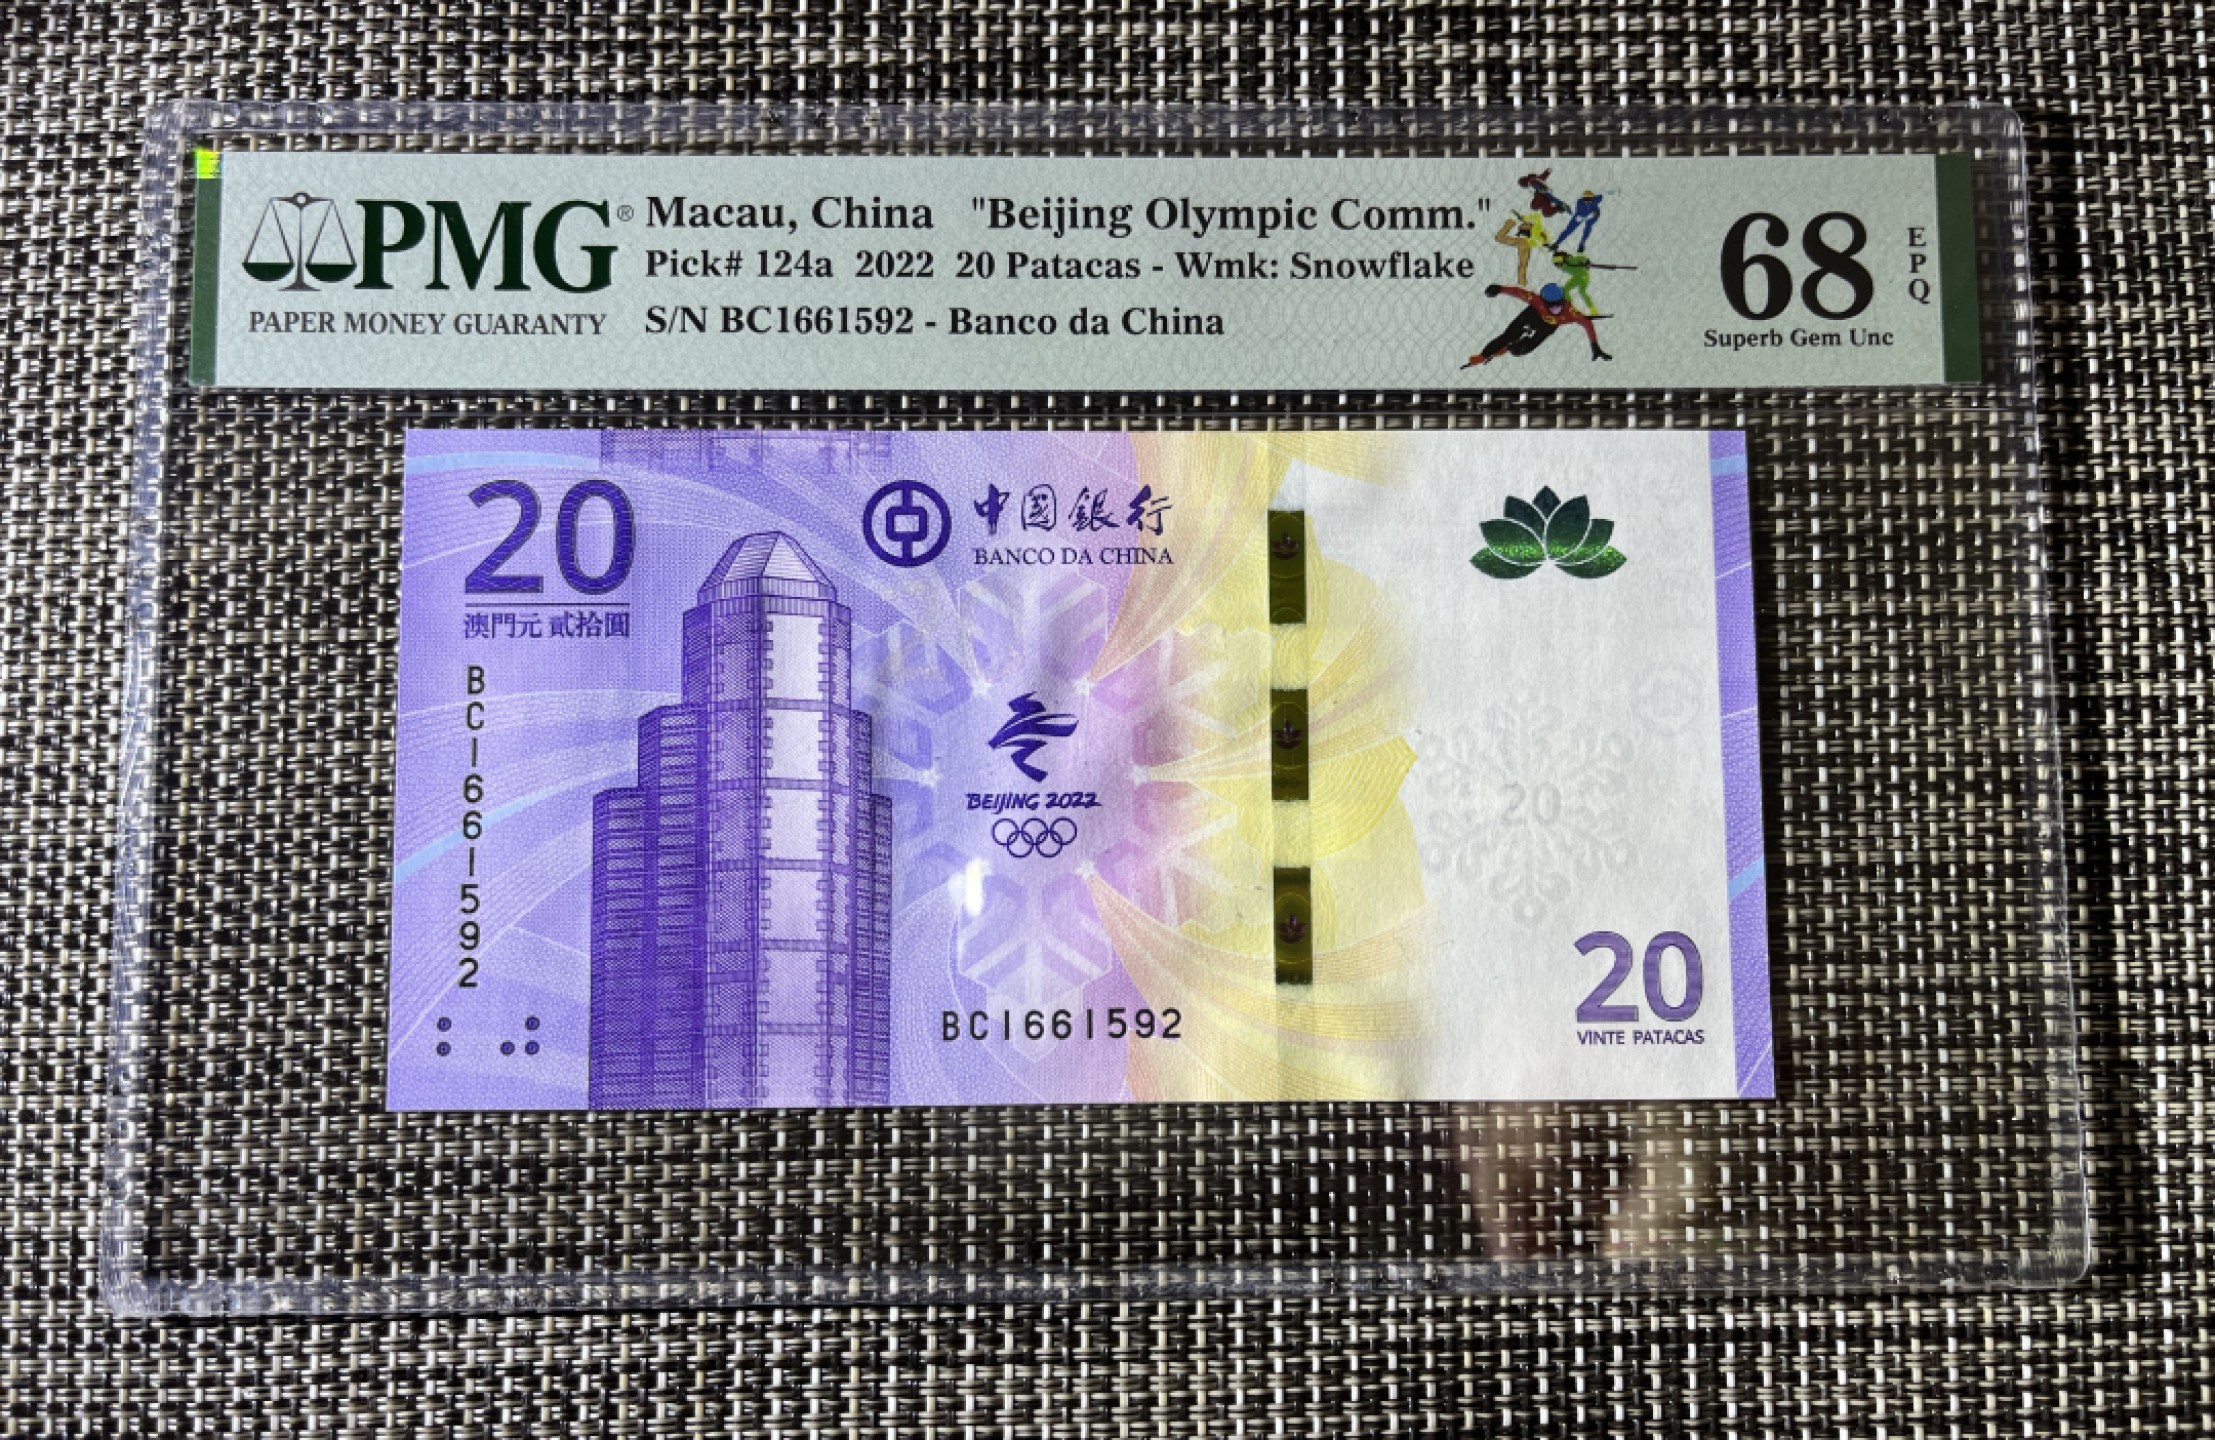 PMG®
PAPER MONEY GUARANTY
Macau, China "Beijing Olympic Comm."
Pick# 124a 2022 20 Patacas - Wmk: Snowflake
S/N BC1661592 - Banco da China
68
EPQ
Superb Gem Unc
20
澳門元 貳拾圓
中國銀行
BANCO DA CHINA
BC1661592
BEIJING 2022
20
BC1661592
20
VINTE PATACAS